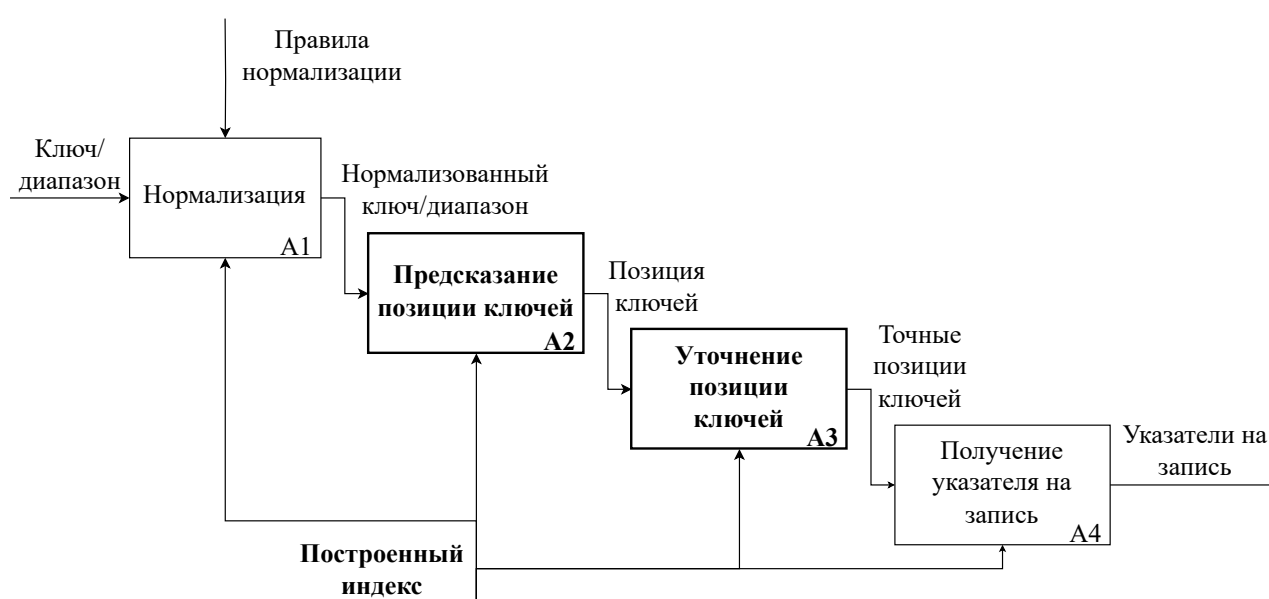 Правила
нормализации
Ключ/
диапазон
Нормализация
A1
Нормализованный
ключ/диапазон
Предсказание
позиции ключей
A2
Позиция
ключей
Уточнение
позиции
ключей
A3
Точные
позиции
ключей
Получение
указателя на
запись
A4
Указатели на
запись
Построенный
индекс